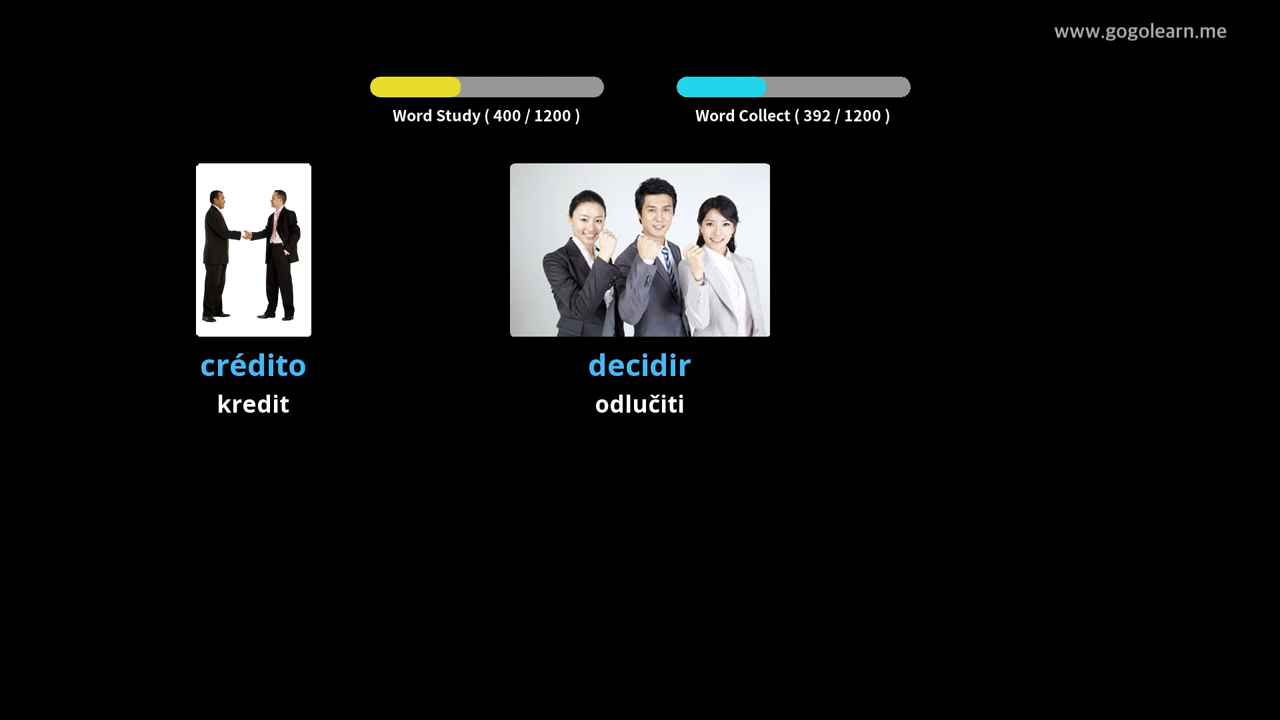 www.gogolearn.me
Word Study ( 400 / 1200 )
Word Collect ( 392 / 1200 )
crédito
kredit
decidir
odlučiti